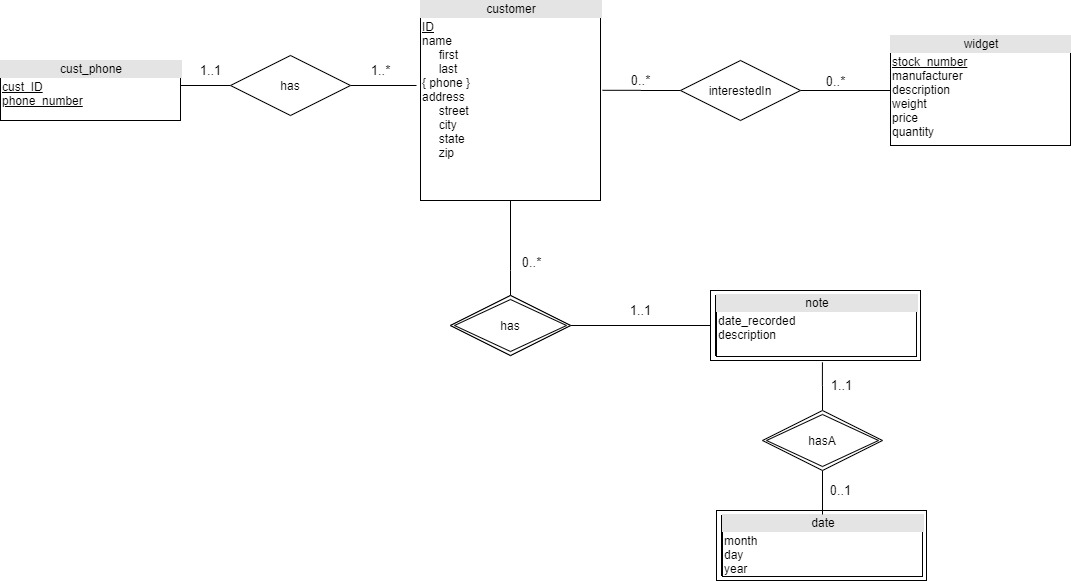 customer
ID
name
first
last
{ phone }
address
street
city
state
zip
cust_phone
cust_ID
phone_number
1..1
has
1..*
0..*
interestedIn
0..*
widget
stock_number
manufacturer
description
weight
price
quantity
0..*
has
1..1
note
date_recorded
description
1..1
hasA
0..1
date
month
day
year